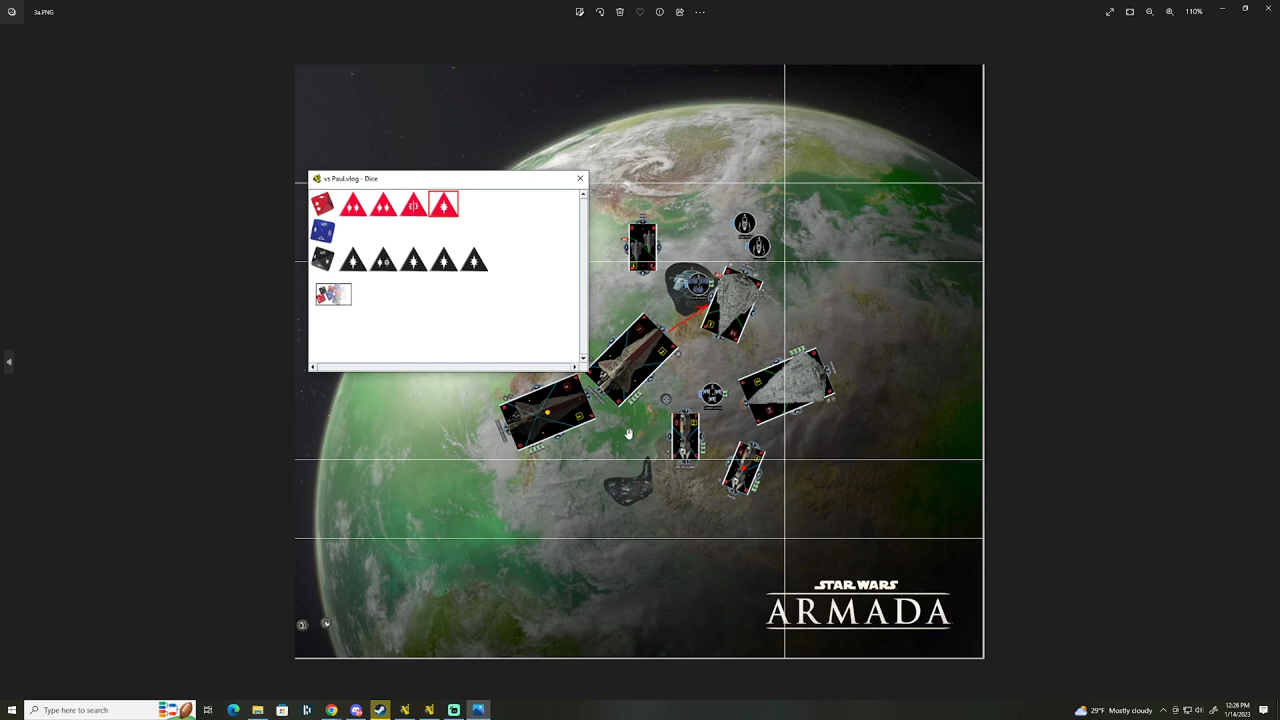 3a.PNG
110%
vs Paul.vlog - Dice
STAR WARS
ARMADA
Type here to search
29°F Mostly cloudy
12:26 PM
1/14/2023